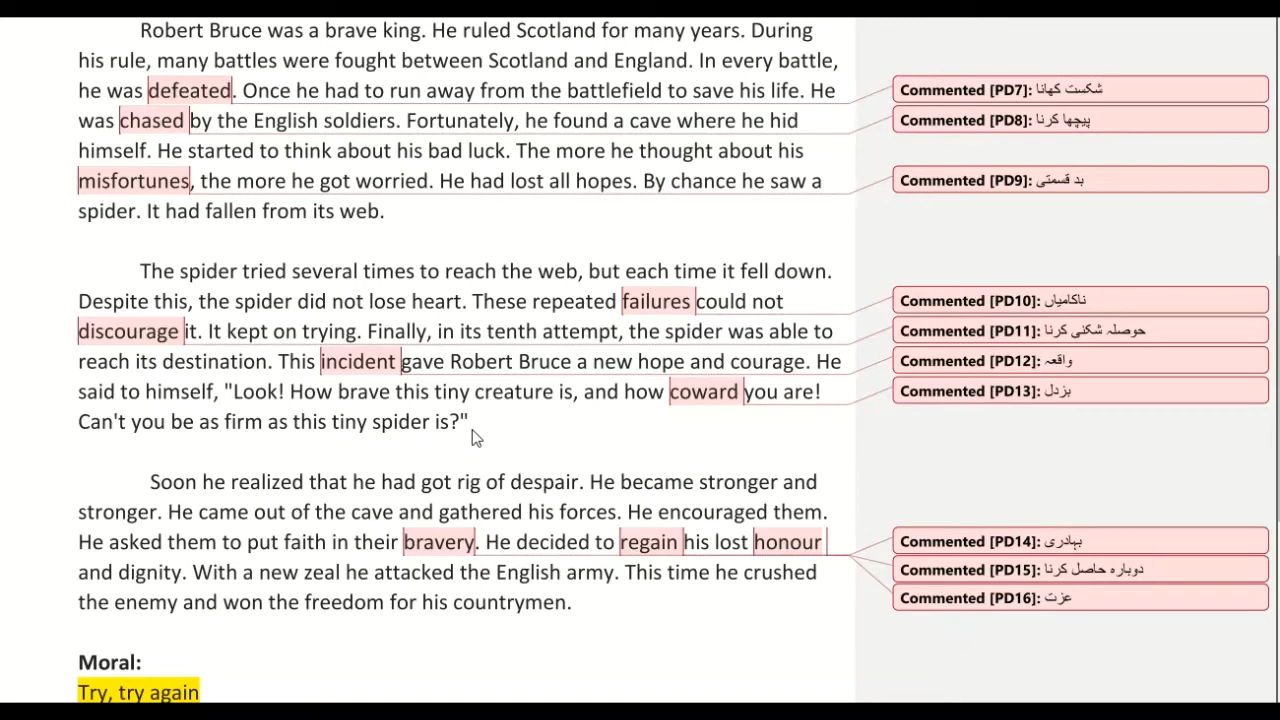 Robert Bruce was a brave king. He ruled Scotland for many years. During
his rule, many battles were fought between Scotland and England. In every battle,
he was defeated. Once he had to run away from the battlefield to save his life. He
was chased by the English soldiers. Fortunately, he found a cave where he hid
himself. He started to think about his bad luck. The more he thought about his
misfortunes, the more he got worried. He had lost all hopes. By chance he saw a
spider. It had fallen from its web.
The spider tried several times to reach the web, but each time it fell down.
Despite this, the spider did not lose heart. These repeated failures could not
discourage it. It kept on trying. Finally, in its tenth attempt, the spider was able to
reach its destination. This incident gave Robert Bruce a new hope and courage. He
said to himself, "Look! How brave this tiny creature is, and how coward you are!
Can't you be as firm as this tiny spider is?"
Soon he realized that he had got rig of despair. He became stronger and
stronger. He came out of the cave and gathered his forces. He encouraged them.
He asked them to put faith in their bravery. He decided to regain his lost honour
and dignity. With a new zeal he attacked the English army. This time he crushed
the enemy and won the freedom for his countrymen.
Moral:
Try, try again
Commented [PD7]: شکست کھانا
Commented [PD8]: پیچھا کرنا
Commented [PD9]: بد قسمتی
Commented [PD10]: ناکامیاں
Commented [PD11]: حوصلہ شکنی کرنا
Commented [PD12]: واقعہ
Commented [PD13]: بزدل
Commented [PD14]: بہادری
Commented [PD15]: دوبارہ حاصل کرنا
Commented [PD16]: عزت